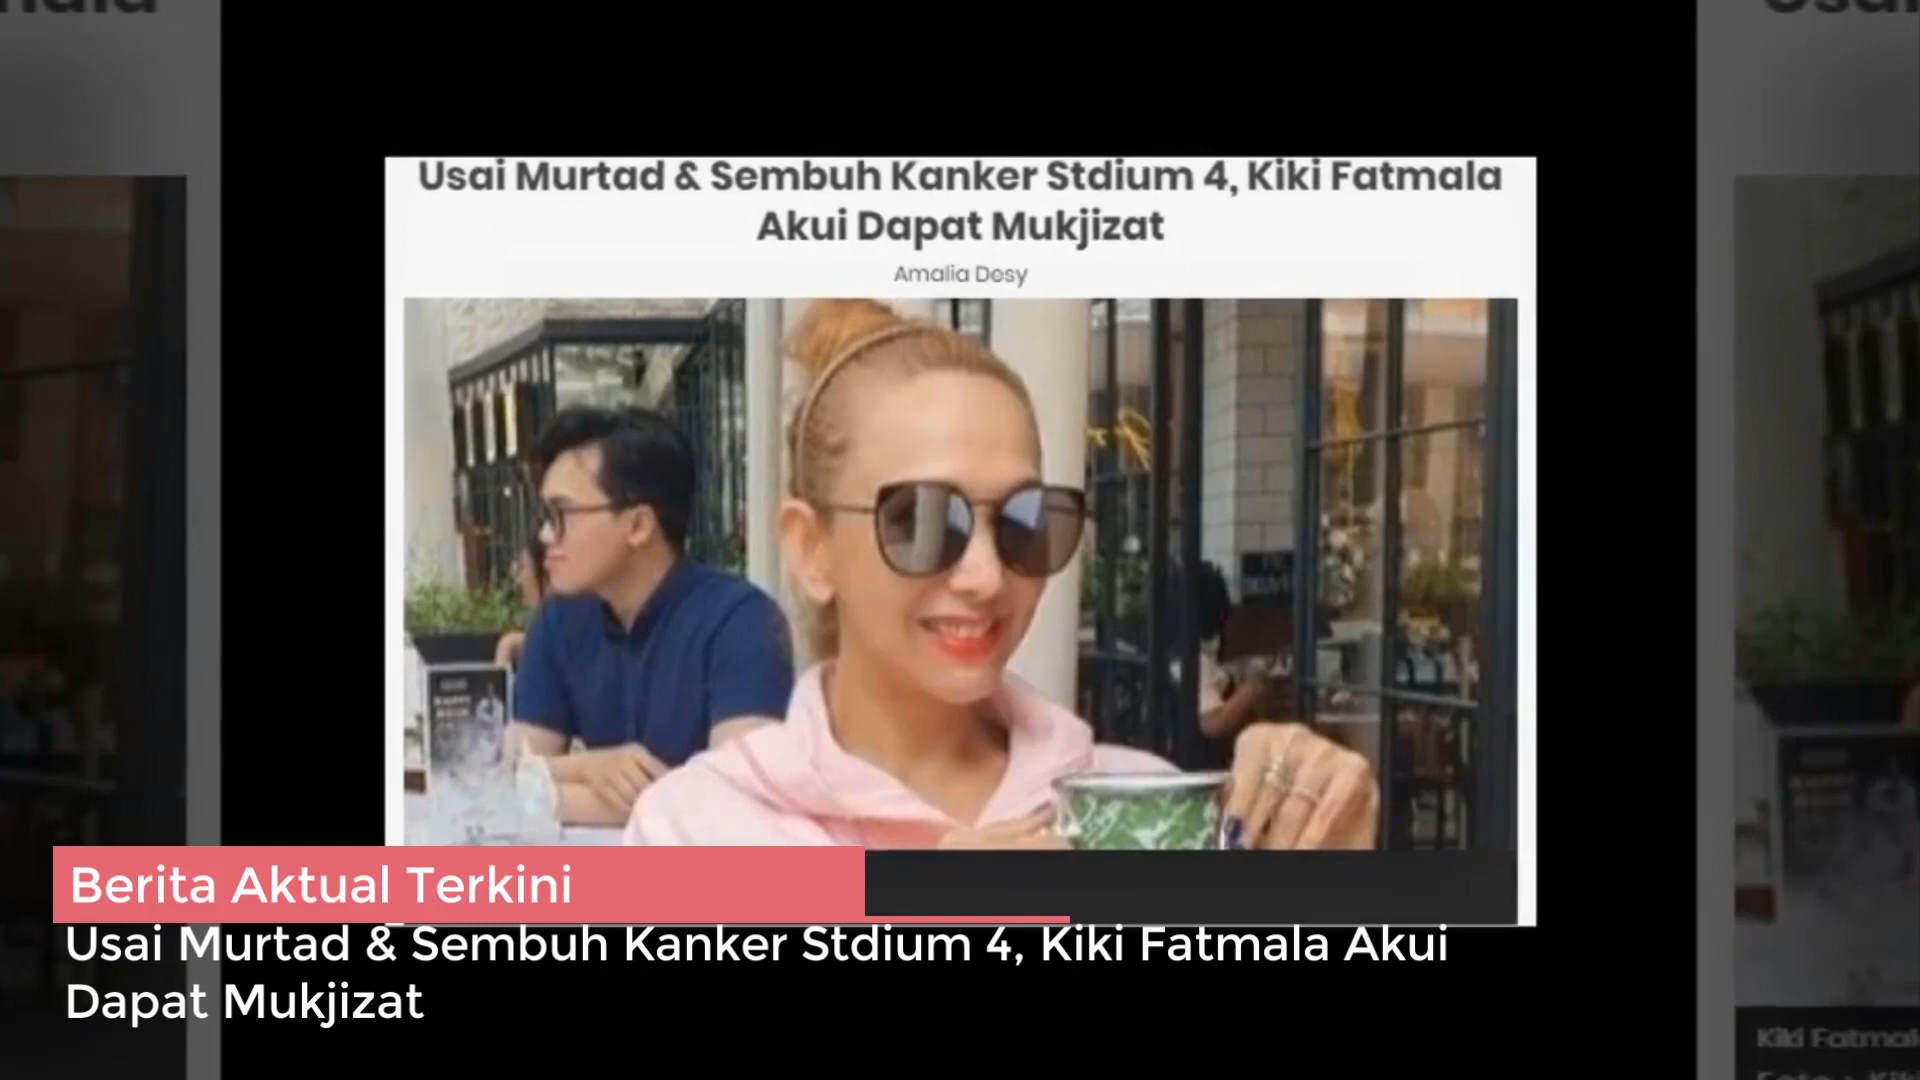 Usai Murtad & Sembuh Kanker Stdium 4, Kiki Fatmala
Akui Dapat Mukjizat
Amalia Desy
Berita Aktual Terkini
Usai Murtad & Sembuh Kanker Stdium 4, Kiki Fatmala Akui
Dapat Mukjizat